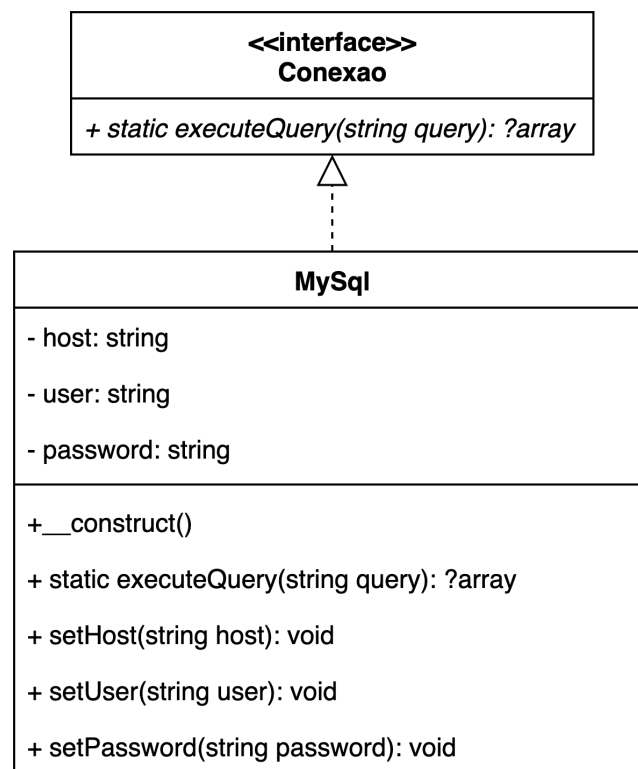 <<interface>>
Conexao
+ static executeQuery(string query): ?array
MySql
- host: string
- user: string
- password: string
+__construct()
+ static executeQuery(string query): ?array
+ setHost(string host): void
+ setUser(string user): void
+ setPassword(string password): void